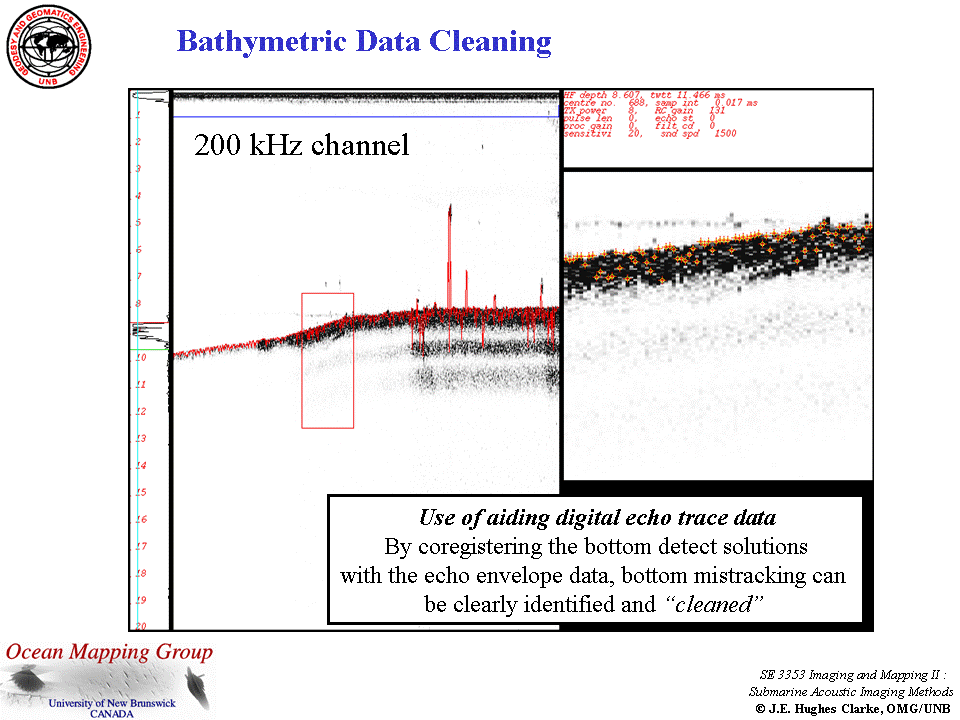 GEODESY AND GEOMATICS ENGINEERING
UNB
Bathymetric Data Cleaning
200 kHz channel
HF depth 8.607, twtt 11.466 ms
centre no. 688, samp int 0.017 ms
TX power 8, RC gain 131
pulse len 0, echo st 0
proc gain 0, filt cd 0
sensitivi 20, snd spd 1500
1
2
3
4
5
6
7
8
10
11
12
13
14
15
16
17
18
19
20
Use of aiding digital echo trace data
By coregistering the bottom detect solutions
with the echo envelope data, bottom mistracking can
be clearly identified and “cleaned”
Ocean Mapping Group
University of New Brunswick
CANADA
SE 3353 Imaging and Mapping II :
Submarine Acoustic Imaging Methods
© J.E. Hughes Clarke, OMG/UNB